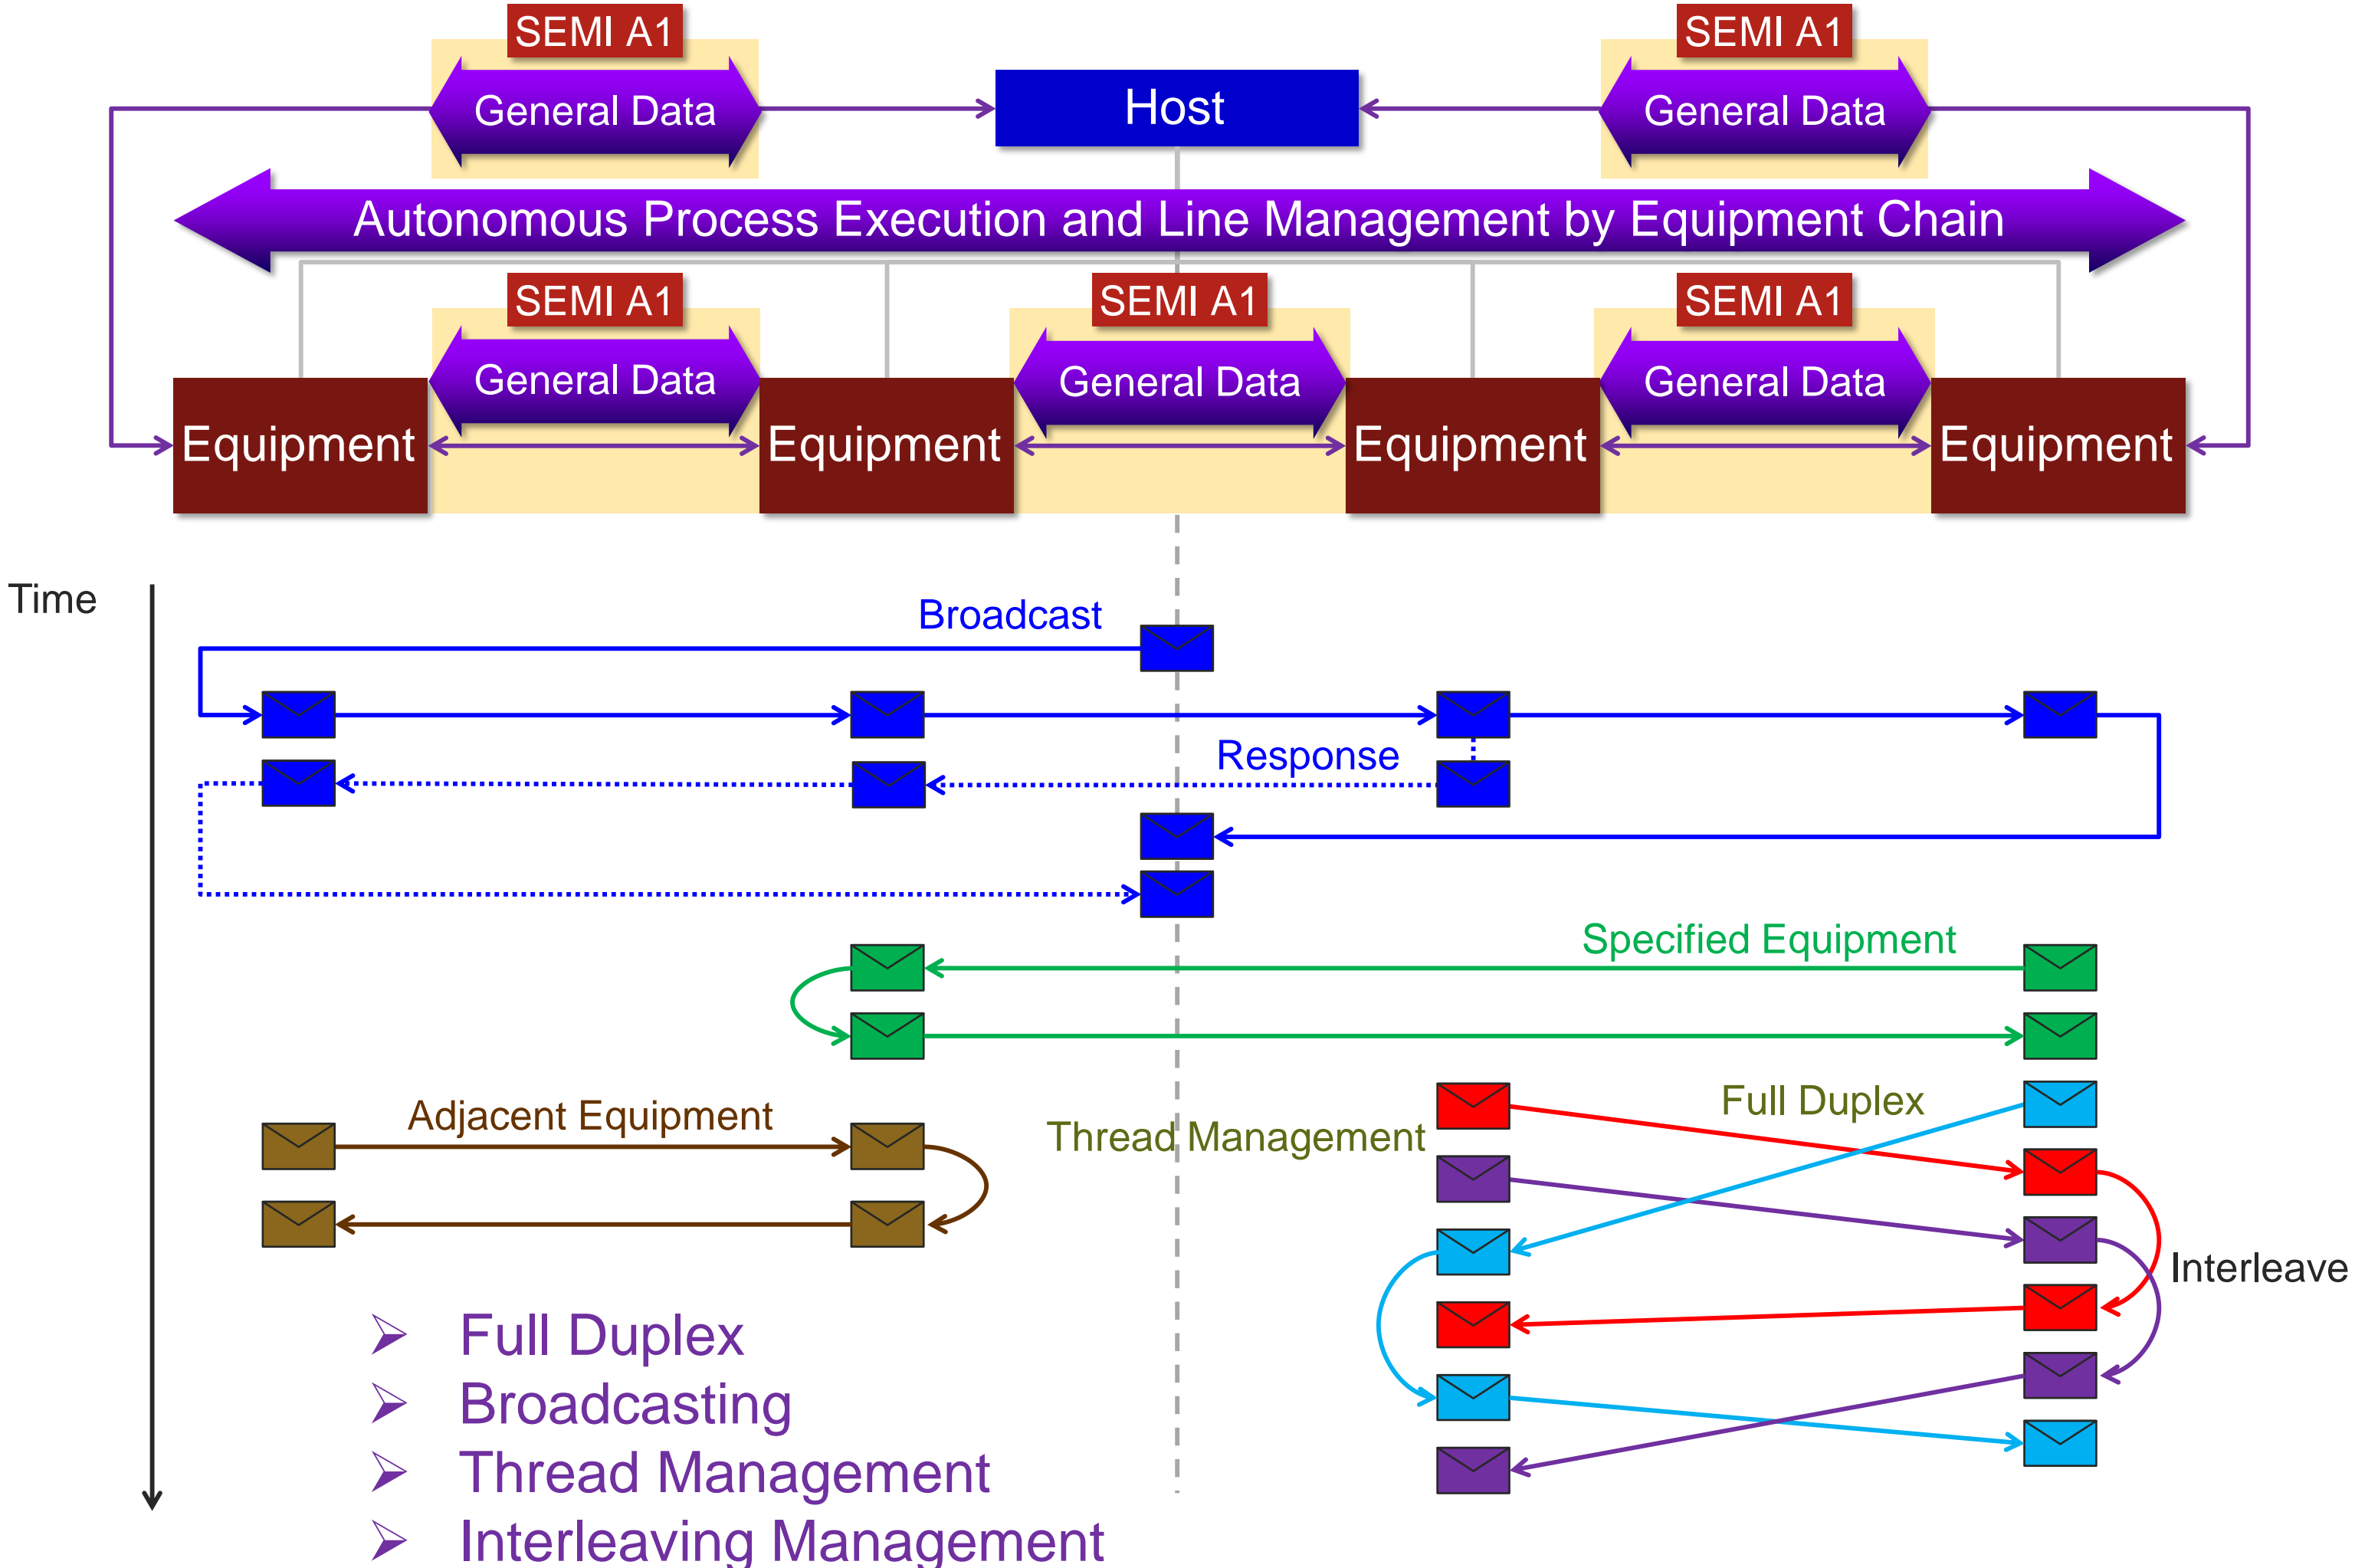 SEMI A1
SEMI A1
General Data
Host
General Data
Autonomous Process Execution and Line Management by Equipment Chain
SEMI A1
SEMI A1
SEMI A1
General Data
General Data
General Data
Equipment
Equipment
Equipment
Equipment
Time
Broadcast
Response
Specified Equipment
Adjacent Equipment
Thread Management
Full Duplex
Interleave
Full Duplex
Broadcasting
Thread Management
Interleaving Management